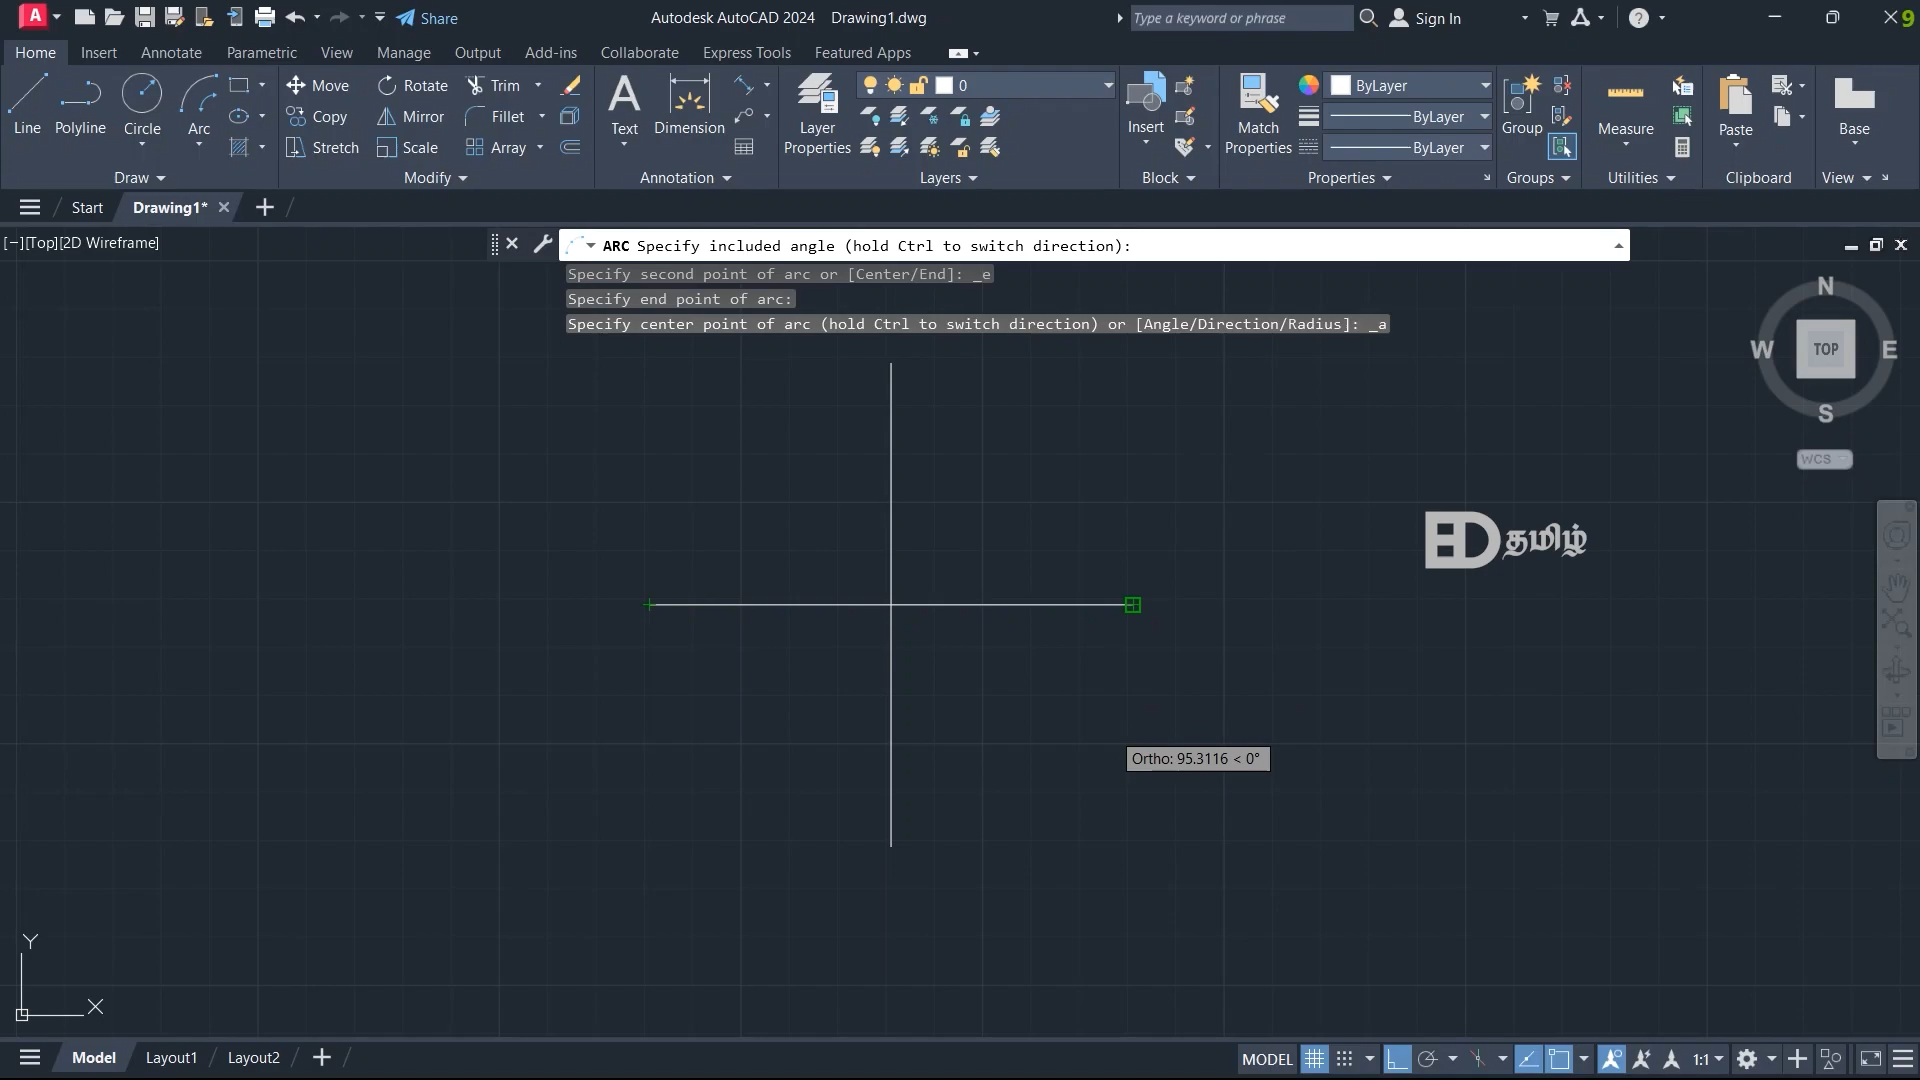 Share
Autodesk AutoCAD 2024 Drawing1.dwg
Type a keyword or phrase
Sign In
9
Home Insert Annotate Parametric View Manage Output Add-ins Collaborate Express Tools Featured Apps
Line Polyline Circle Arc
Move Rotate Trim
Copy Mirror Fillet
Stretch Scale Array
Text Dimension
Layer Properties
0
Insert
Match Properties
ByLayer
ByLayer
ByLayer
Group
Measure
Paste
Base
Draw Modify Annotation Layers Block Properties Groups Utilities Clipboard View
Start Drawing1*
[−][Top][2D Wireframe]
ARC Specify included angle (hold Ctrl to switch direction):
Specify second point of arc or [Center/End]: _e
Specify end point of arc:
Specify center point of arc (hold Ctrl to switch direction) or [Angle/Direction/Radius]: _a
N
W TOP E
S
WCS
ED தமிழ்
Ortho: 95.3116 < 0°
Y
X
Model Layout1 Layout2
MODEL 1:1